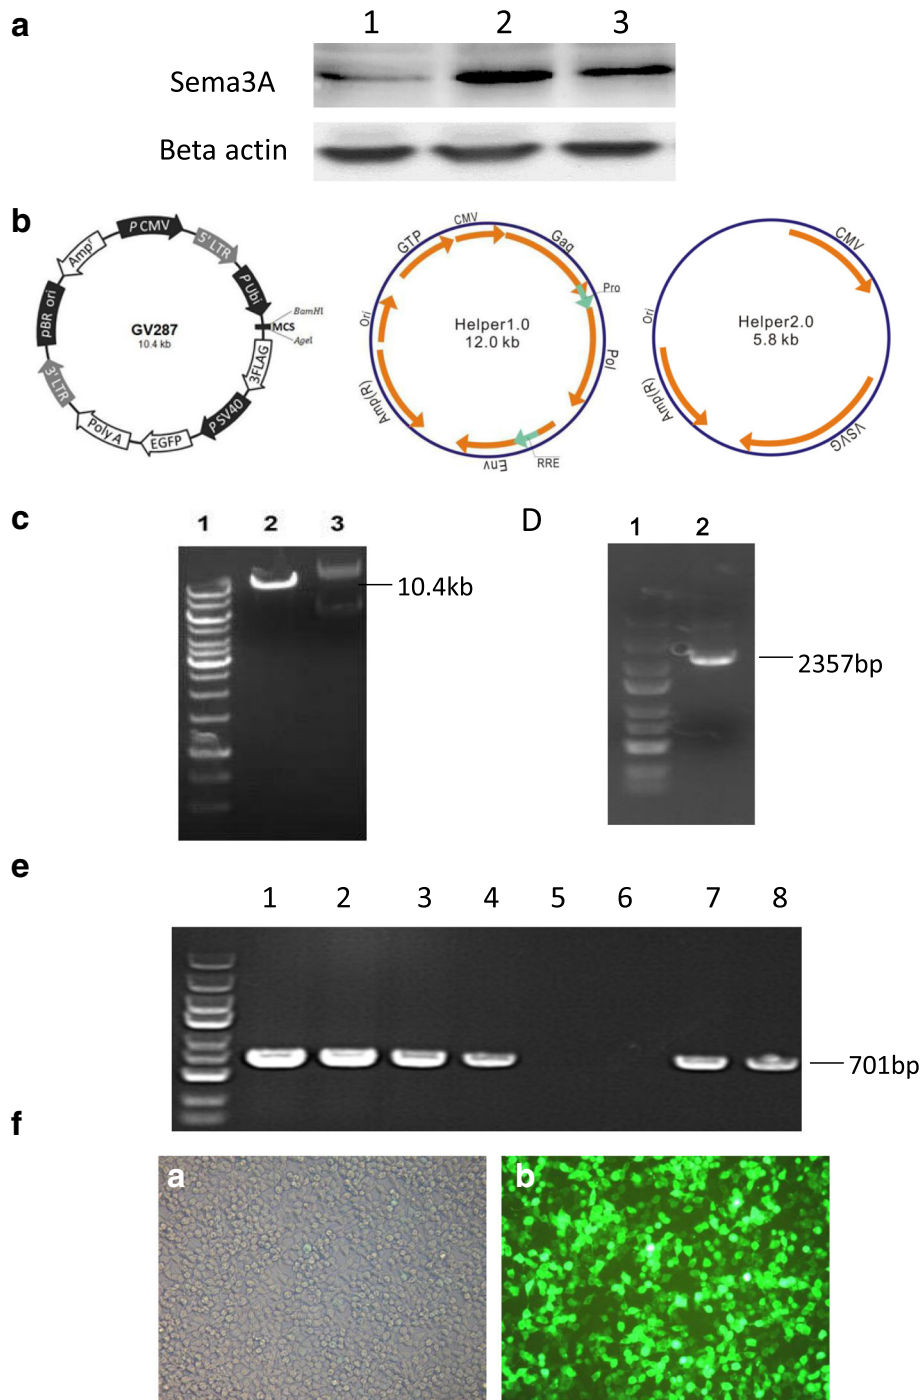 a
1 2 3
Sema3A
Beta actin
b
P CMV
5' LTR
P Ubi
BamHI
MCS
AgeI
3FLAG
P SV40
EGFP
Poly A
3' LTR
pBR ori
Ampʳ
GV287
10.4 kb
CMV
Gag
Pro
Pol
RRE
Env
Amp(R)
Ori
GTP
Helper1.0
12.0 kb
CMV
VSVG
Amp(R)
Ori
Helper2.0
5.8 kb
c
1 2 3
10.4kb
D
1 2
2357bp
e
1 2 3 4 5 6 7 8
701bp
f
a
b